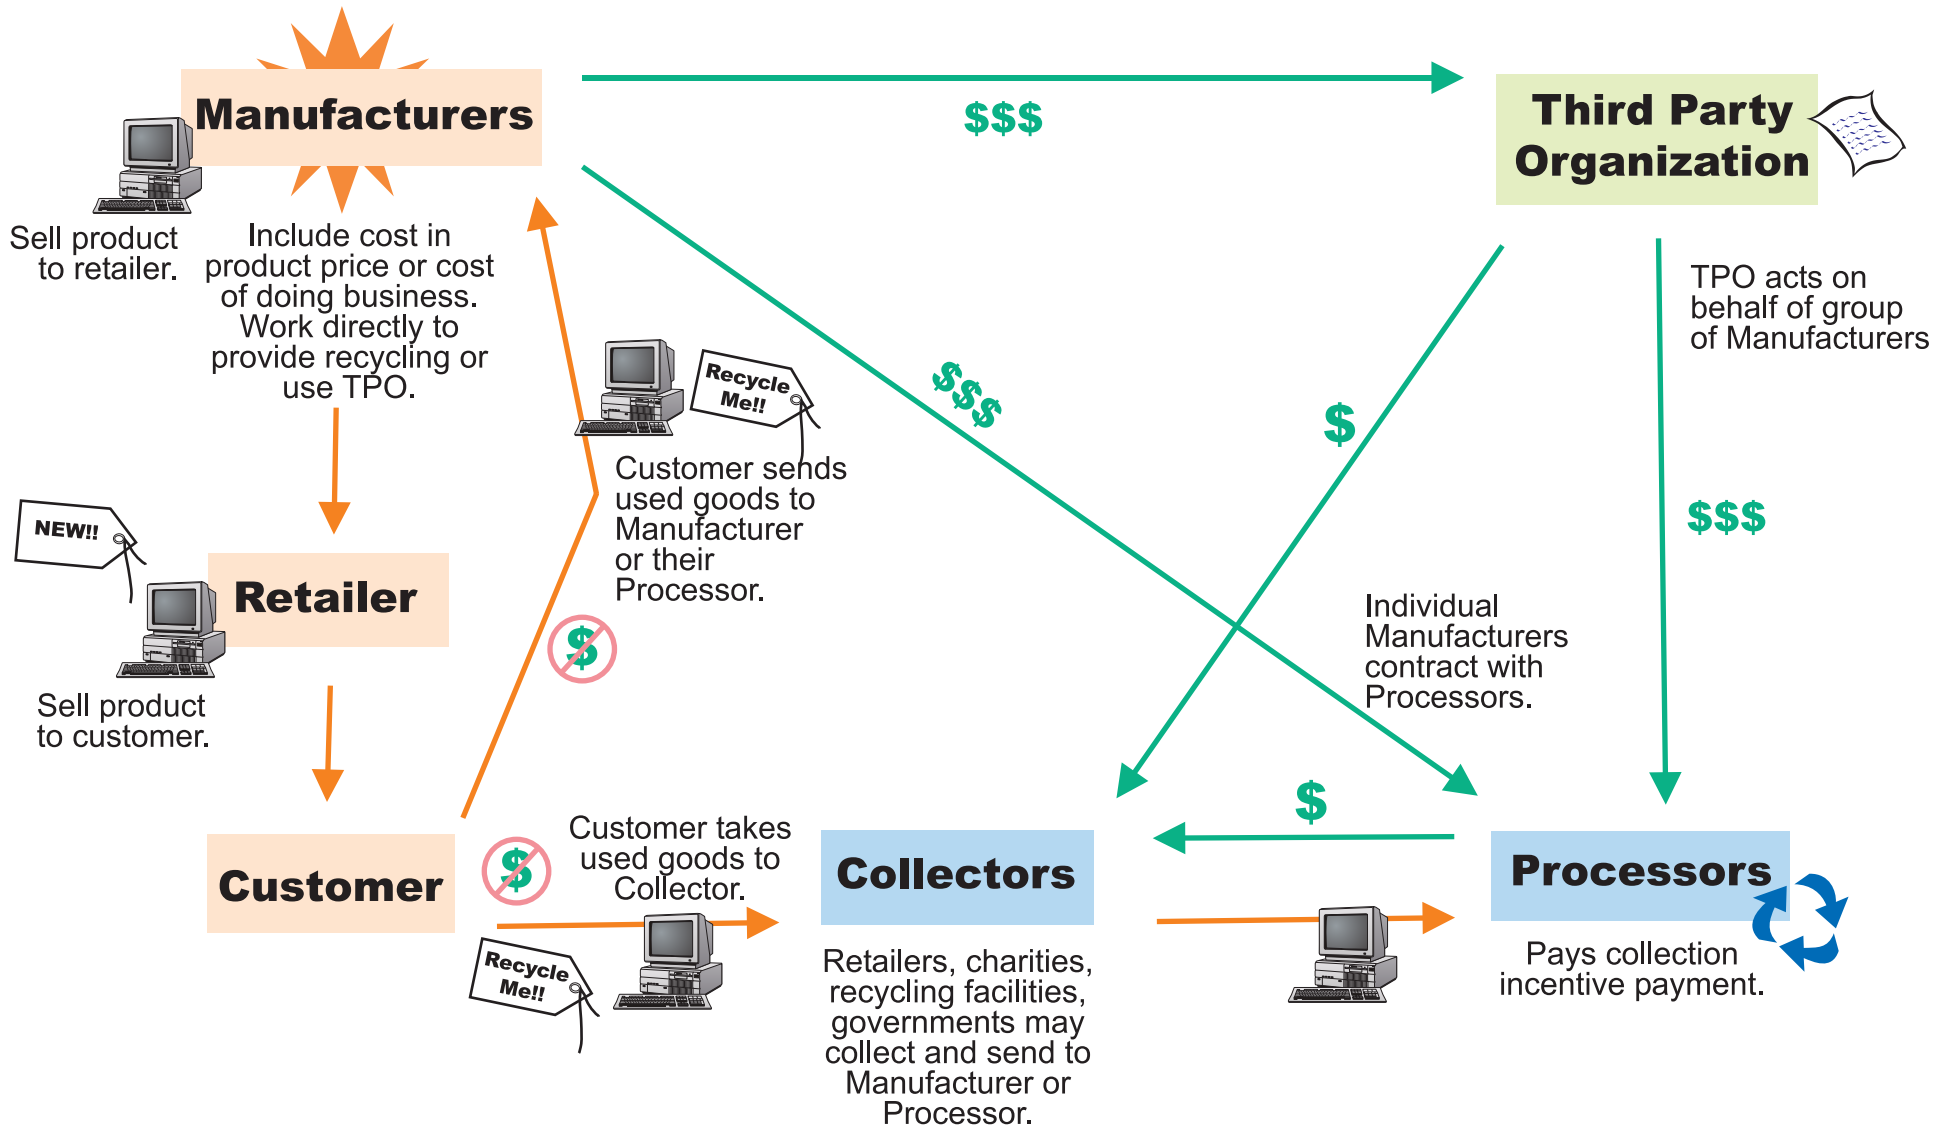 Manufacturers
$$$
Third Party
Organization
Sell product
to retailer.
Include cost in
product price or cost
of doing business.
Work directly to
provide recycling or
use TPO.
TPO acts on
behalf of group
of Manufacturers
Recycle
Me!!
Customer sends
used goods to
Manufacturer
or their
Processor.
$$$
$
$$$
NEW!!
Retailer
Sell product
to customer.
$
Individual
Manufacturers
contract with
Processors.
Customer
$
Customer takes
used goods to
Collector.
Recycle
Me!!
Collectors
Retailers, charities,
recycling facilities,
governments may
collect and send to
Manufacturer or
Processor.
$
Processors
Pays collection
incentive payment.